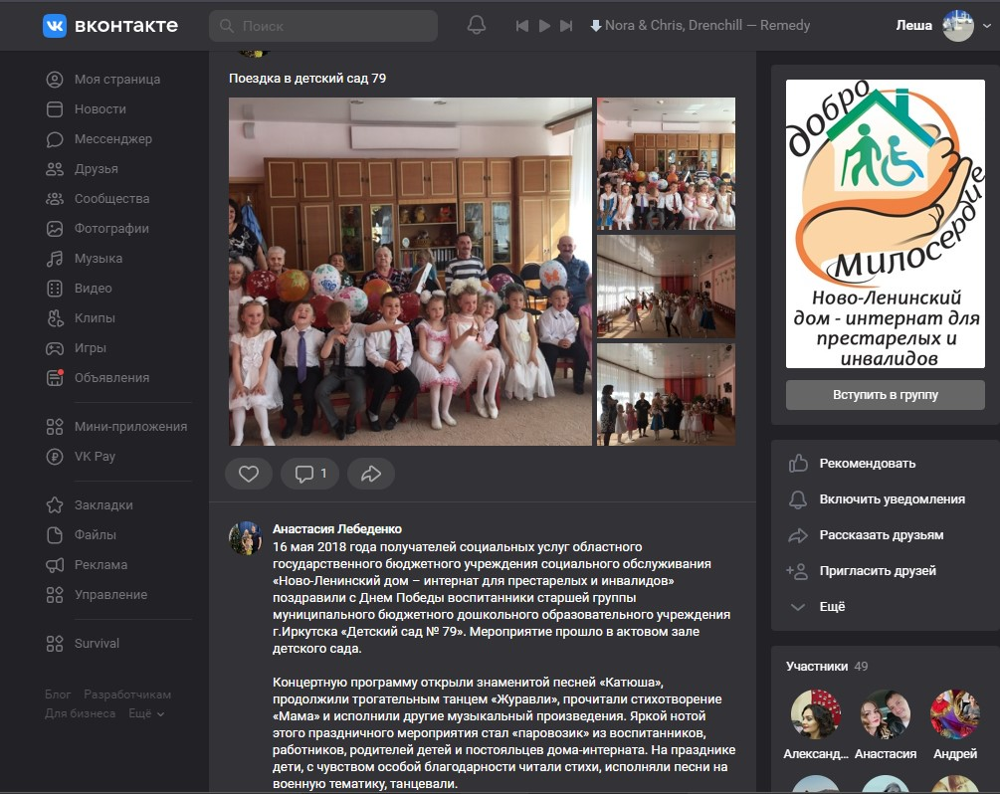 вконтакте
Поиск
Nora & Chris, Drenchill — Remedy
Леша
Моя страница
Новости
Мессенджер
Друзья
Сообщества
Фотографии
Музыка
Видео
Клипы
Игры
Объявления
Мини-приложения
VK Pay
Закладки
Файлы
Реклама
Управление
Survival
Блог Разработчикам
Для бизнеса Ещё
Поездка в детский сад 79
1
Анастасия Лебеденко
16 мая 2018 года получателей социальных услуг областного
государственного бюджетного учреждения социального обслуживания
«Ново-Ленинский дом – интернат для престарелых и инвалидов»
поздравили с Днем Победы воспитанники старшей группы
муниципального бюджетного дошкольного образовательного учреждения
г.Иркутска «Детский сад № 79». Мероприятие прошло в актовом зале
детского сада.
Концертную программу открыли знаменитой песней «Катюша»,
продолжили трогательным танцем «Журавли», прочитали стихотворение
«Мама» и исполнили другие музыкальный произведения. Яркой нотой
этого праздничного мероприятия стал «паровозик» из воспитанников,
работников, родителей детей и постояльцев дома-интерната. На празднике
дети, с чувством особой благодарности читали стихи, исполняли песни на
военную тематику, танцевали.
добро
Милосердие
Ново-Ленинский
дом - интернат для
престарелых и
инвалидов
Вступить в группу
Рекомендовать
Включить уведомления
Рассказать друзьям
Пригласить друзей
Ещё
Участники 49
Александ... Анастасия Андрей